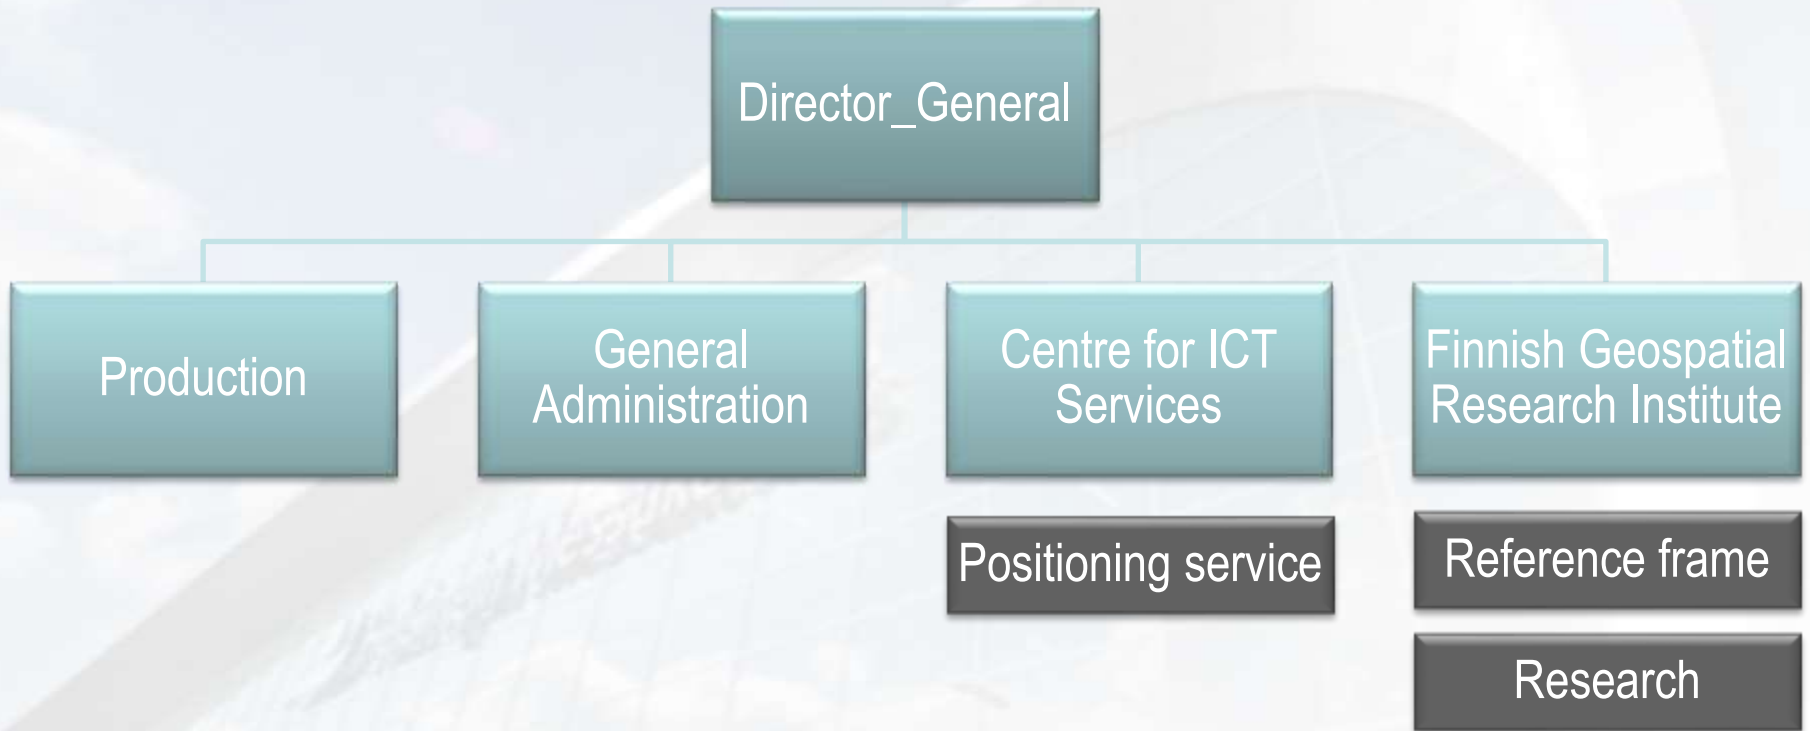 Director_General
Production
General
Administration
Centre for ICT
Services
Finnish Geospatial
Research Institute
Positioning service
Reference frame
Research